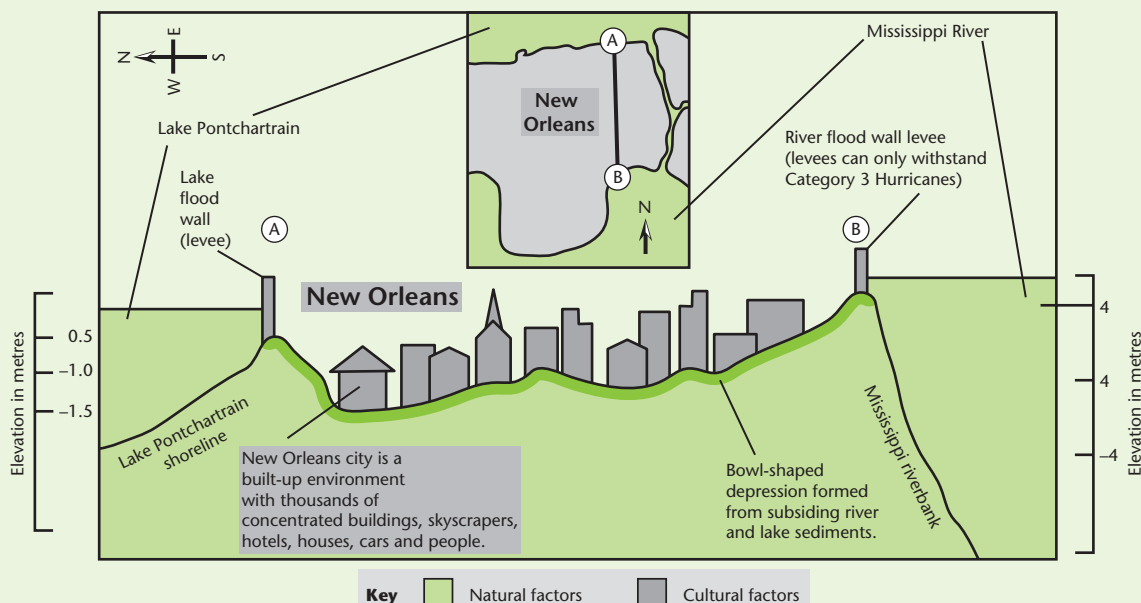 N
E
S
W
Lake Pontchartrain
Lake
flood
wall
(levee)
A
New Orleans
A
New
Orleans
B
N
Mississippi River
River flood wall levee
(levees can only withstand
Category 3 Hurricanes)
B
Elevation in metres
0.5
–1.0
–1.5
Lake Pontchartrain
shoreline
New Orleans city is a
built-up environment
with thousands of
concentrated buildings, skyscrapers,
hotels, houses, cars and people.
Bowl-shaped
depression formed
from subsiding river
and lake sediments.
Mississippi riverbank
4
4
–4
Elevation in metres
Key
Natural factors
Cultural factors